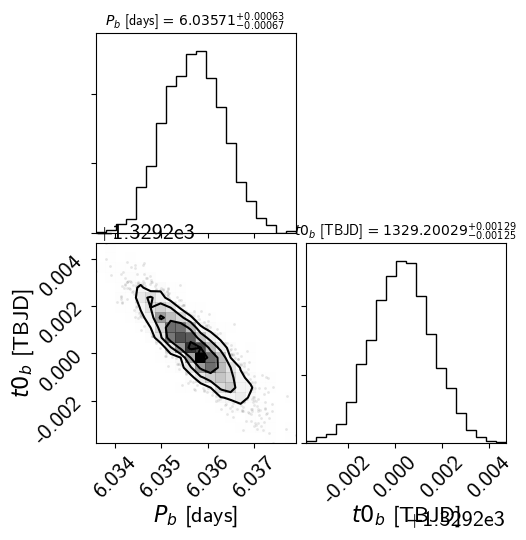 P_b [days] = 6.03571^{+0.00063}_{-0.00067}
+1.3292e3
t0_b [TBJD] = 1329.20029^{+0.00129}_{-0.00125}
0.004
0.002
0.000
-0.002
t0_b [TBJD]
6.034
6.035
6.036
6.037
P_b [days]
-0.002
0.000
0.002
0.004
t0_b [TBJD]
+1.3292e3